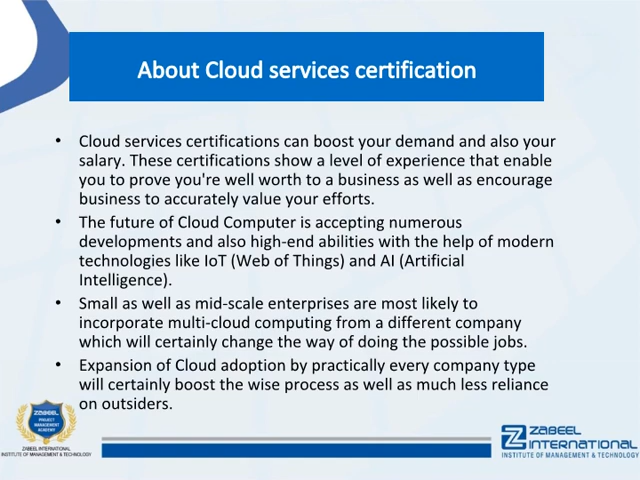 About Cloud services certification
• Cloud services certifications can boost your demand and also your
salary. These certifications show a level of experience that enable
you to prove you're well worth to a business as well as encourage
business to accurately value your efforts.
• The future of Cloud Computer is accepting numerous
developments and also high-end abilities with the help of modern
technologies like IoT (Web of Things) and AI (Artificial
Intelligence).
• Small as well as mid-scale enterprises are most likely to
incorporate multi-cloud computing from a different company
which will certainly change the way of doing the possible jobs.
• Expansion of Cloud adoption by practically every company type
will certainly boost the wise process as well as much less reliance
on outsiders.
ZABEEL
PROJECT
MANAGEMENT
ACADEMY
ZABEEL INTERNATIONAL
INSTITUTE OF MANAGEMENT & TECHNOLOGY
ZABEEL
INTERNATIONAL
INSTITUTE OF MANAGEMENT & TECHNOLOGY